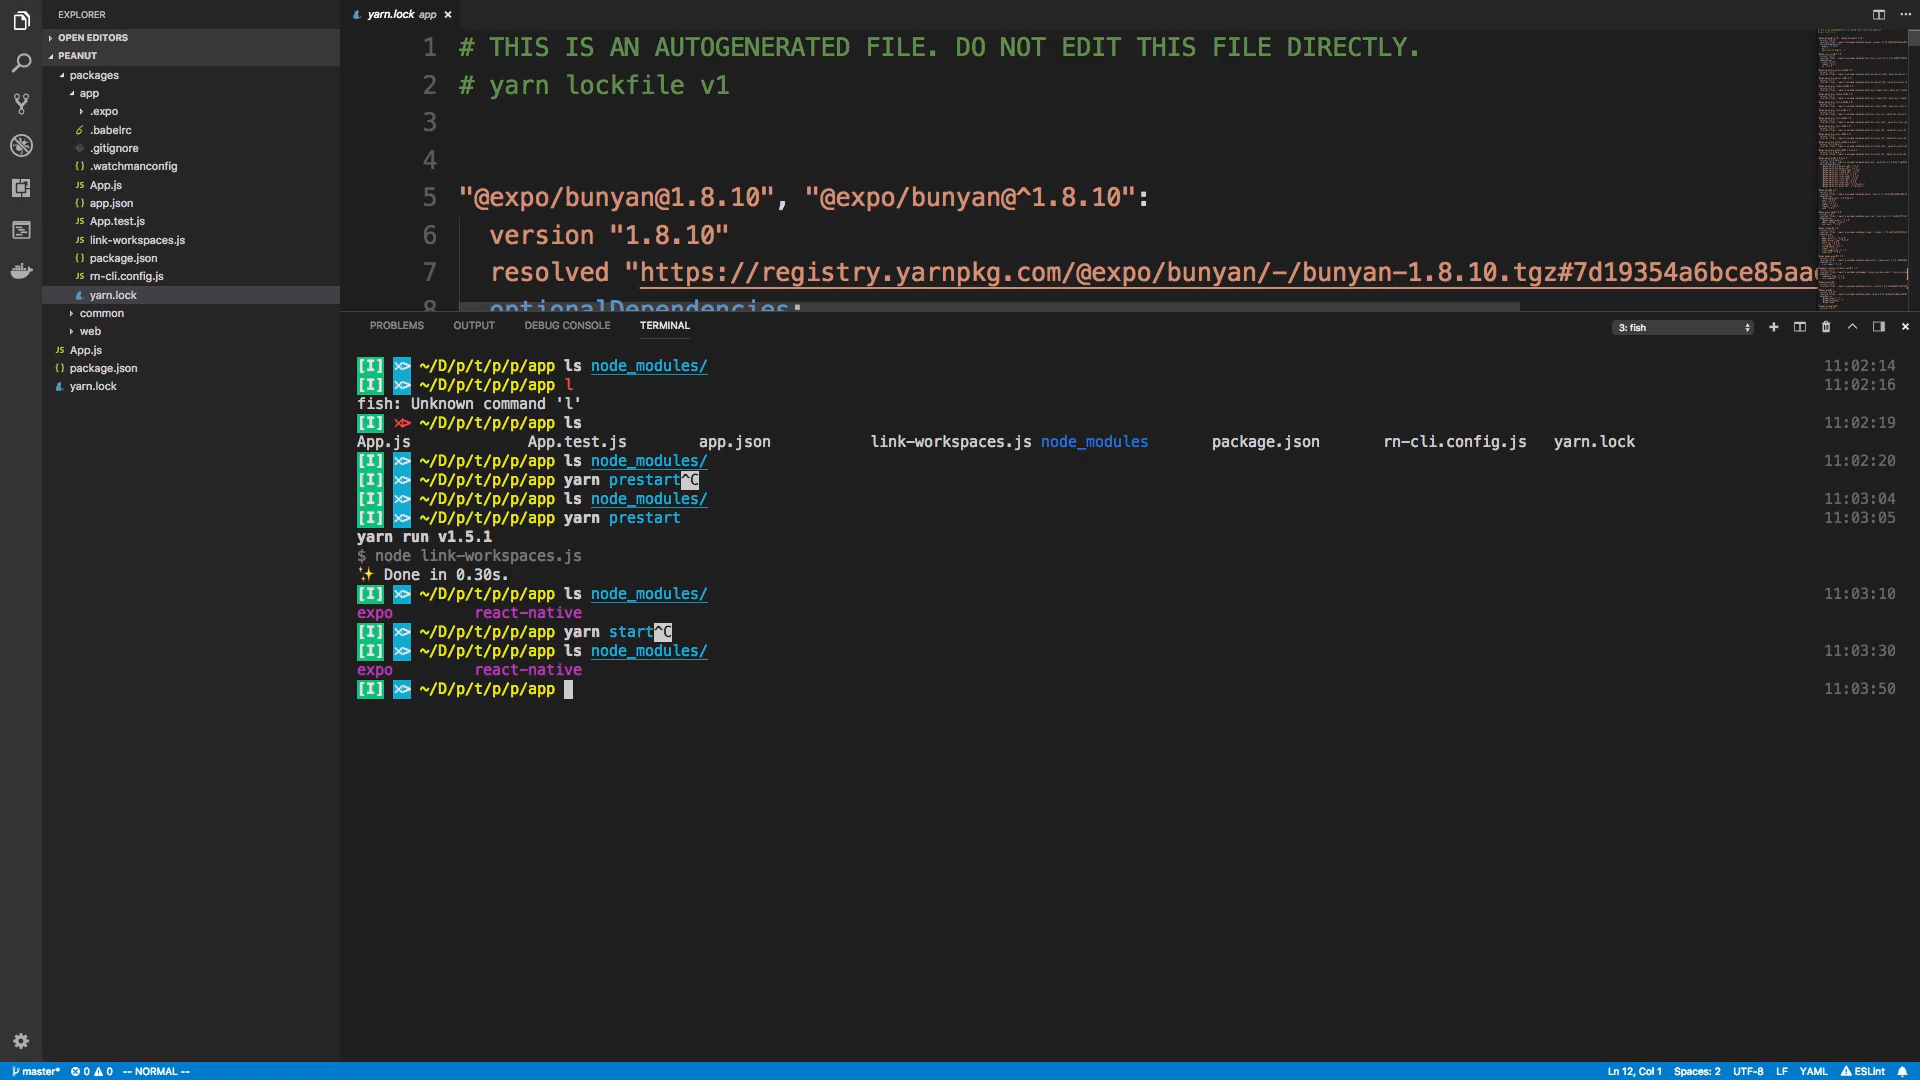 EXPLORER
OPEN EDITORS
PEANUT
packages
app
.expo
.babelrc
.gitignore
.watchmanconfig
App.js
app.json
App.test.js
link-workspaces.js
package.json
rn-cli.config.js
yarn.lock
common
web
App.js
package.json
yarn.lock
yarn.lock app
1 # THIS IS AN AUTOGENERATED FILE. DO NOT EDIT THIS FILE DIRECTLY.
2 # yarn lockfile v1
3
4
5 "@expo/bunyan@1.8.10", "@expo/bunyan@^1.8.10":
6 version "1.8.10"
7 resolved "https://registry.yarnpkg.com/@expo/bunyan/-/bunyan-1.8.10.tgz#7d19354a6bce85aa
8 optionalDependencies:
PROBLEMS OUTPUT DEBUG CONSOLE TERMINAL 3: fish
[I] ~/D/p/t/p/p/app ls node_modules/ 11:02:14
[I] ~/D/p/t/p/p/app l 11:02:16
fish: Unknown command 'l'
[I] ~/D/p/t/p/p/app ls 11:02:19
App.js App.test.js app.json link-workspaces.js node_modules package.json rn-cli.config.js yarn.lock
[I] ~/D/p/t/p/p/app ls node_modules/ 11:02:20
[I] ~/D/p/t/p/p/app yarn prestart^C
[I] ~/D/p/t/p/p/app ls node_modules/ 11:03:04
[I] ~/D/p/t/p/p/app yarn prestart 11:03:05
yarn run v1.5.1
$ node link-workspaces.js
✨ Done in 0.30s.
[I] ~/D/p/t/p/p/app ls node_modules/ 11:03:10
expo react-native
[I] ~/D/p/t/p/p/app yarn start^C
[I] ~/D/p/t/p/p/app ls node_modules/ 11:03:30
expo react-native
[I] ~/D/p/t/p/p/app 11:03:50
master* 0 0 -- NORMAL -- Ln 12, Col 1 Spaces: 2 UTF-8 LF YAML ESLint